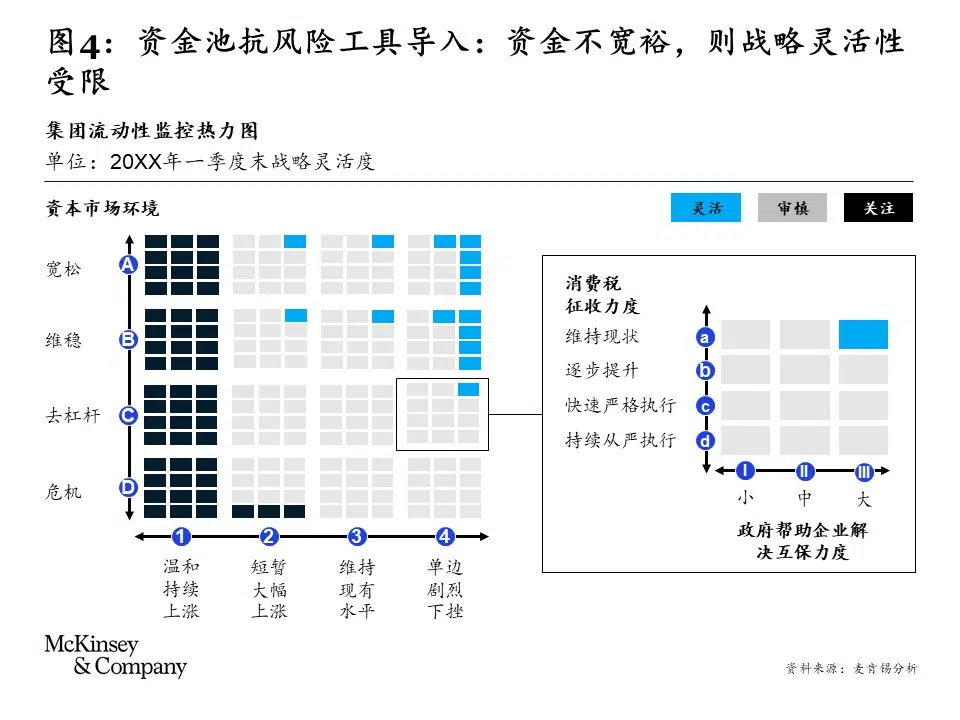 图4：资金池抗风险工具导入：资金不宽裕，则战略灵活性
受限
集团流动性监控热力图
单位：20XX年一季度末战略灵活度
资本市场环境
灵活
审慎
关注
宽松
A
维稳
B
去杠杆
C
危机
D
1
2
3
4
温和
持续
上涨
短暂
大幅
上涨
维持
现有
水平
单边
剧烈
下挫
消费税
征收力度
维持现状
a
逐步提升
b
快速严格执行
c
持续从严执行
d
I
II
III
小
中
大
政府帮助企业解
决互保力度
McKinsey
& Company
资料来源：麦肯锡分析